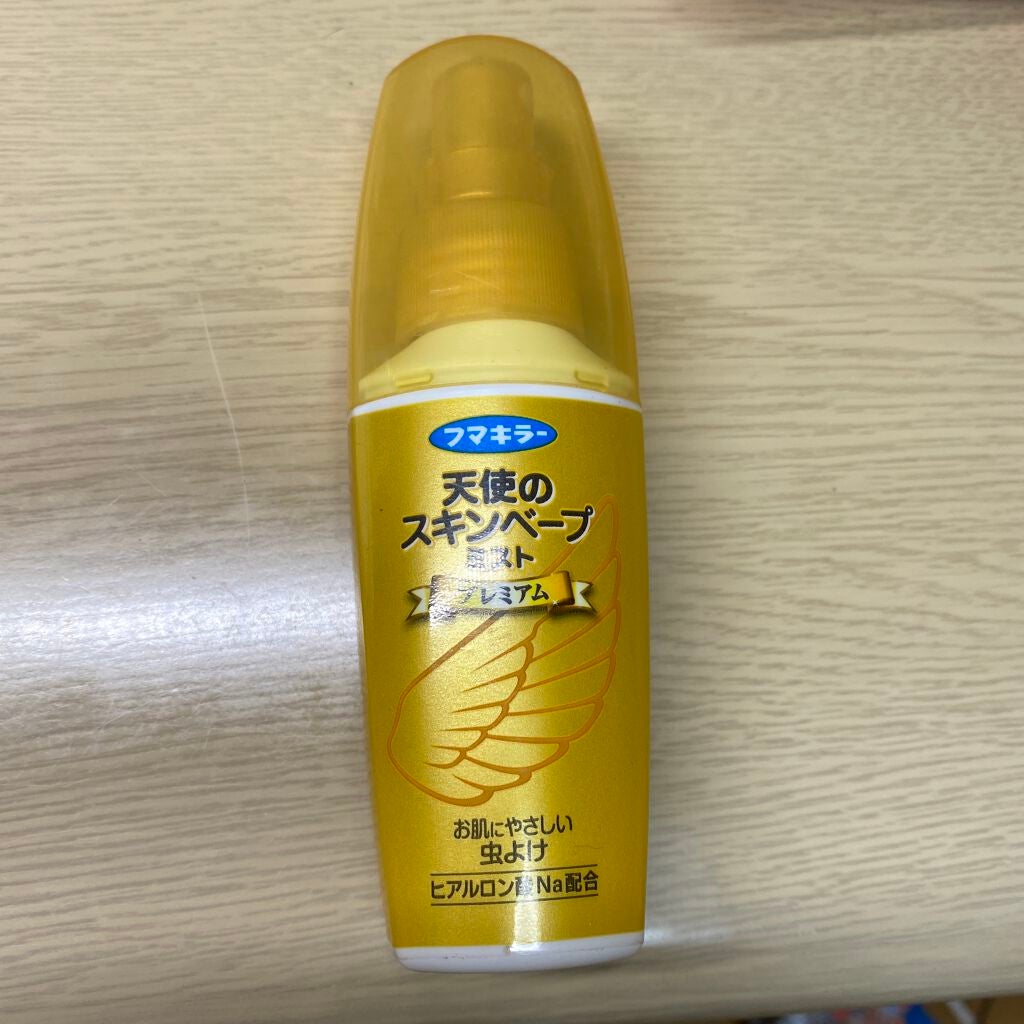 フマキラー
天使の
スキンベープ
ミスト
プレミアム
お肌にやさしい
虫よけ
ヒアルロン酸Na配合